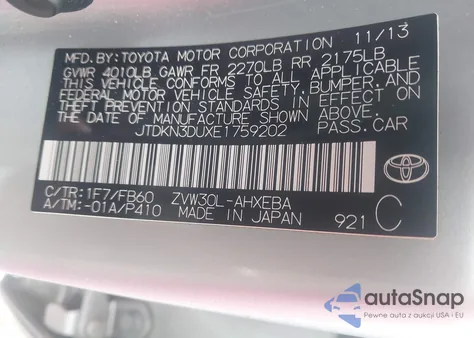 MFD.BY:TOYOTA MOTOR CORPORATION 11/13
GVWR 4010LB GAWR FR 2270LB RR 2175LB
THIS VEHICLE CONFORMS TO ALL APPLICABLE
FEDERAL MOTOR VEHICLE SAFETY,BUMPER,AND
THEFT PREVENTION STANDARDS IN EFFECT ON
THE DATE OF MANUFACTURE SHOWN ABOVE.
JTDKN3DUXE1759202 PASS.CAR
C/TR:1F7/FB60 ZVW30L-AHXEBA
A/TM:-01A/P410 MADE IN JAPAN 921 C
TOYOTA
autoSnap
Pewne auta z aukcji USA i EU